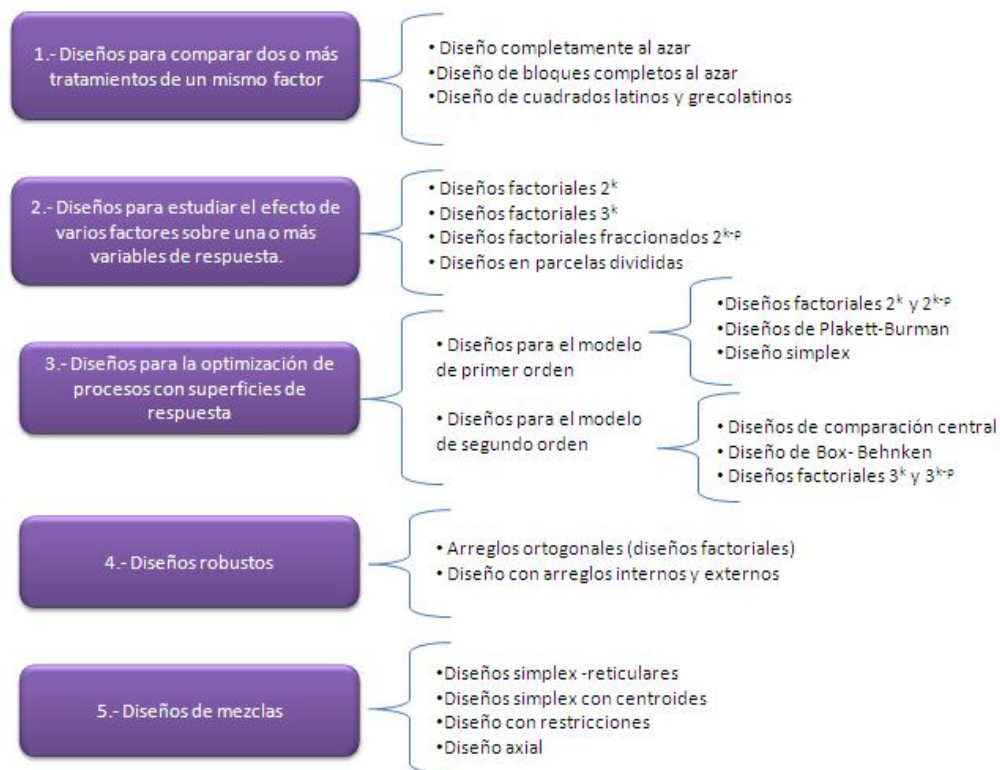 1.- Diseños para comparar dos o más
tratamientos de un mismo factor
• Diseño completamente al azar
•Diseño de bloques completos al azar
•Diseño de cuadrados latinos y grecolatinos
2.- Diseños para estudiar el efecto de
varios factores sobre una o más
variables de respuesta.
• Diseños factoriales 2ᵏ
• Diseños factoriales 3ᵏ
• Diseños factoriales fraccionados 2ᵏ⁻ᵖ
• Diseños en parcelas divididas
3.- Diseños para la optimización de
procesos con superficies de
respuesta
• Diseños para el modelo
de primer orden
•Diseños factoriales 2ᵏ y 2ᵏ⁻ᵖ
•Diseños de Plakett-Burman
•Diseño simplex
• Diseños para el modelo
de segundo orden
• Diseños de comparación central
• Diseño de Box- Behnken
• Diseños factoriales 3ᵏ y 3ᵏ⁻ᵖ
4.- Diseños robustos
• Arreglos ortogonales (diseños factoriales)
• Diseño con arreglos internos y externos
5.- Diseños de mezclas
•Diseños simplex -reticulares
•Diseños simplex con centroides
•Diseño con restricciones
•Diseño axial